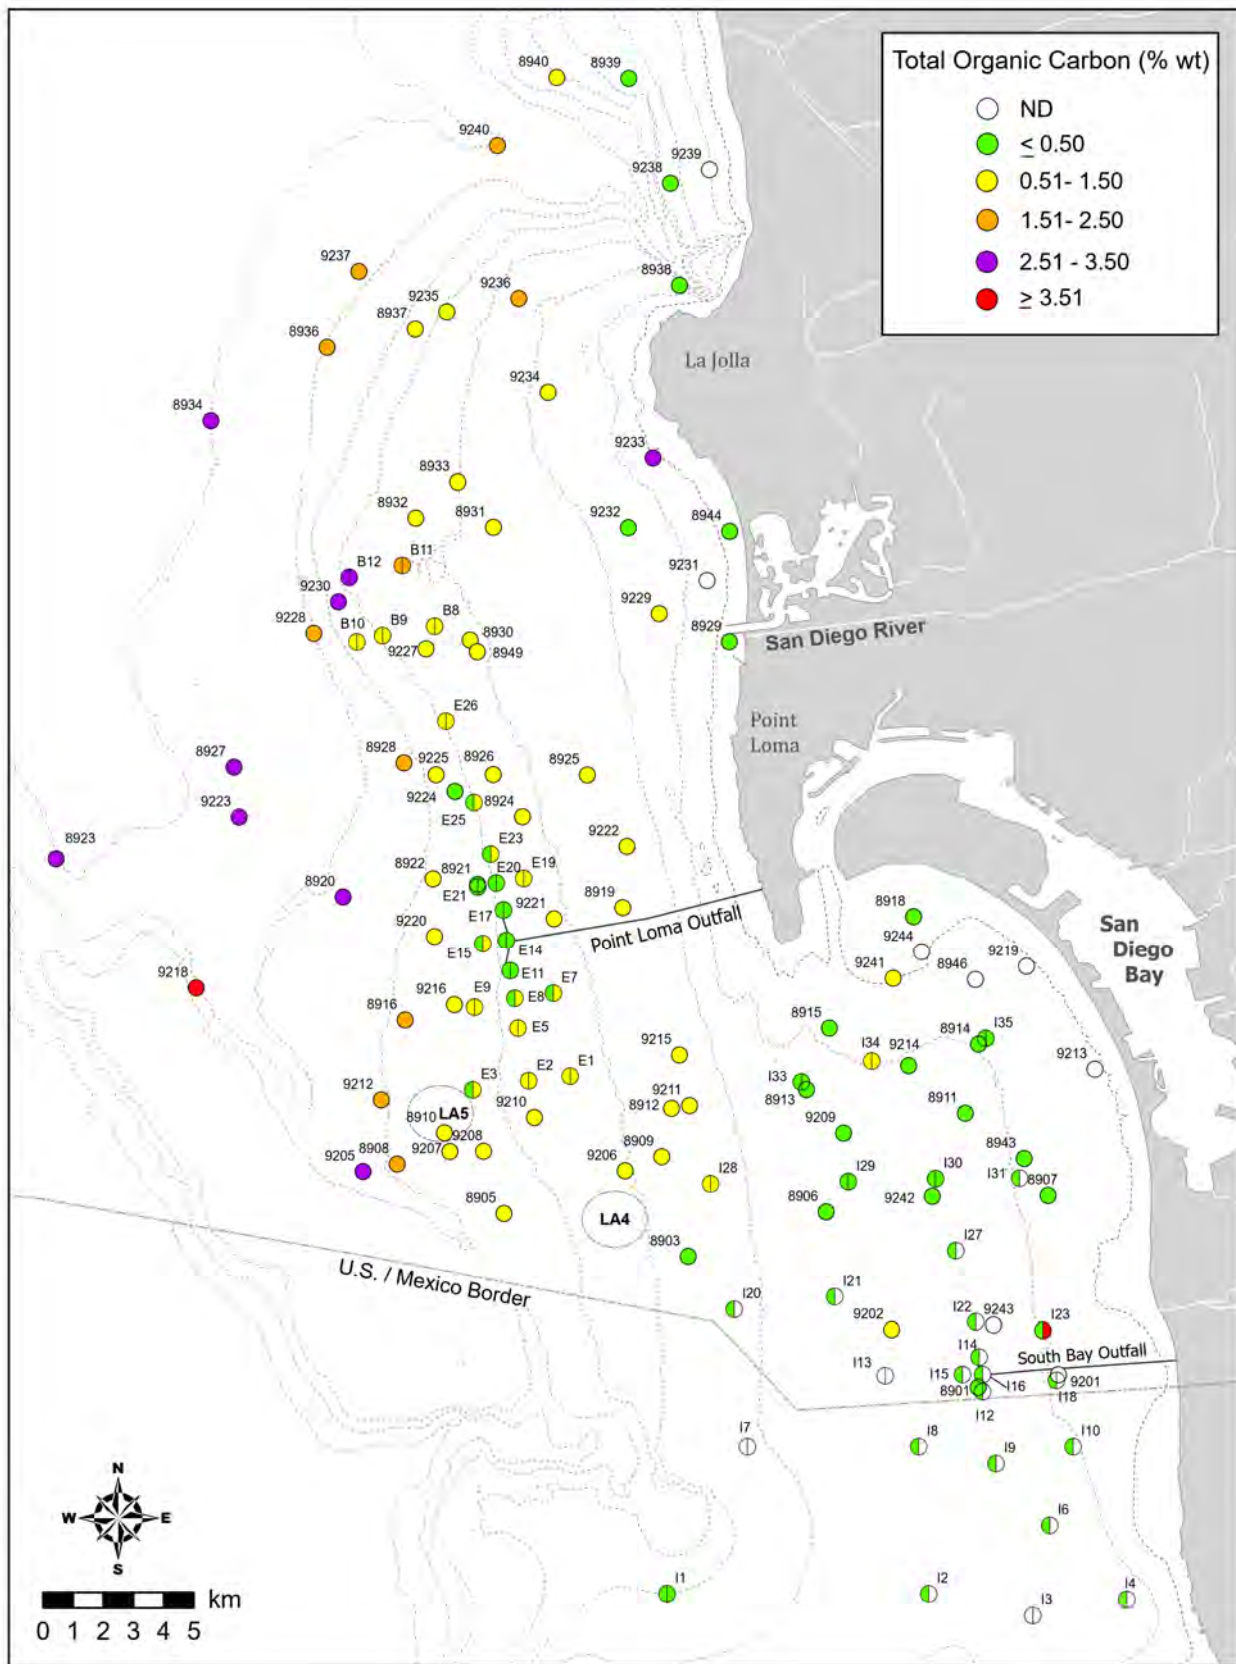 Total Organic Carbon (% wt)
ND
≤ 0.50
0.51- 1.50
1.51- 2.50
2.51 - 3.50
≥ 3.51
8940
8939
9240
9239
9238
9237
9236
8938
9235
8937
8936
La Jolla
9234
8934
9233
8933
8932
8931
9232
8944
B11
B12
9231
9230
9229
9228
B10
B9
B8
8930
8929
9227
8949
San Diego River
E26
Point
Loma
8927
8928
9225
8926
8925
9224
8924
9223
E25
8923
E23
9222
8922
8921
E20
E19
8920
E21
8919
8918
E17
9221
Point Loma Outfall
San
Diego
Bay
9220
E15
E14
9244
9219
9218
E11
9241
8946
9216
E9
E8
E7
8916
E5
8915
8914
I35
9215
I34
9214
9213
E3
E2
E1
I33
8913
9212
LA5
8910
9210
9211
8912
8911
9209
9205
8908
9207
9208
8909
9206
8943
I28
I29
I30
I31
8907
8906
9242
8905
LA4
8903
I27
U.S. / Mexico Border
I21
I20
9202
I22
9243
I23
I14
South Bay Outfall
I13
I15
I16
9201
8901
I18
I12
I7
I8
I9
I10
I6
N
W
E
S
I1
I2
I3
I4
km
0 1 2 3 4 5